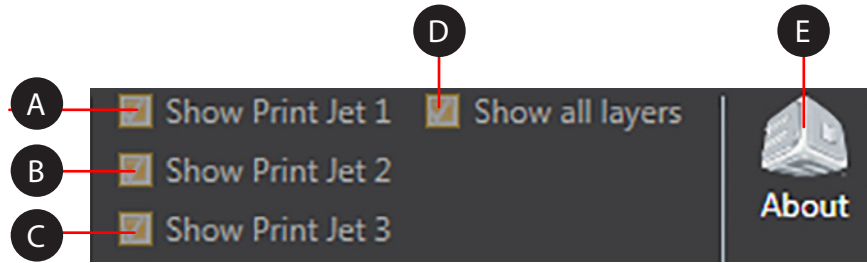 D E
A Show Print Jet 1 Show all layers
B Show Print Jet 2
About
C Show Print Jet 3